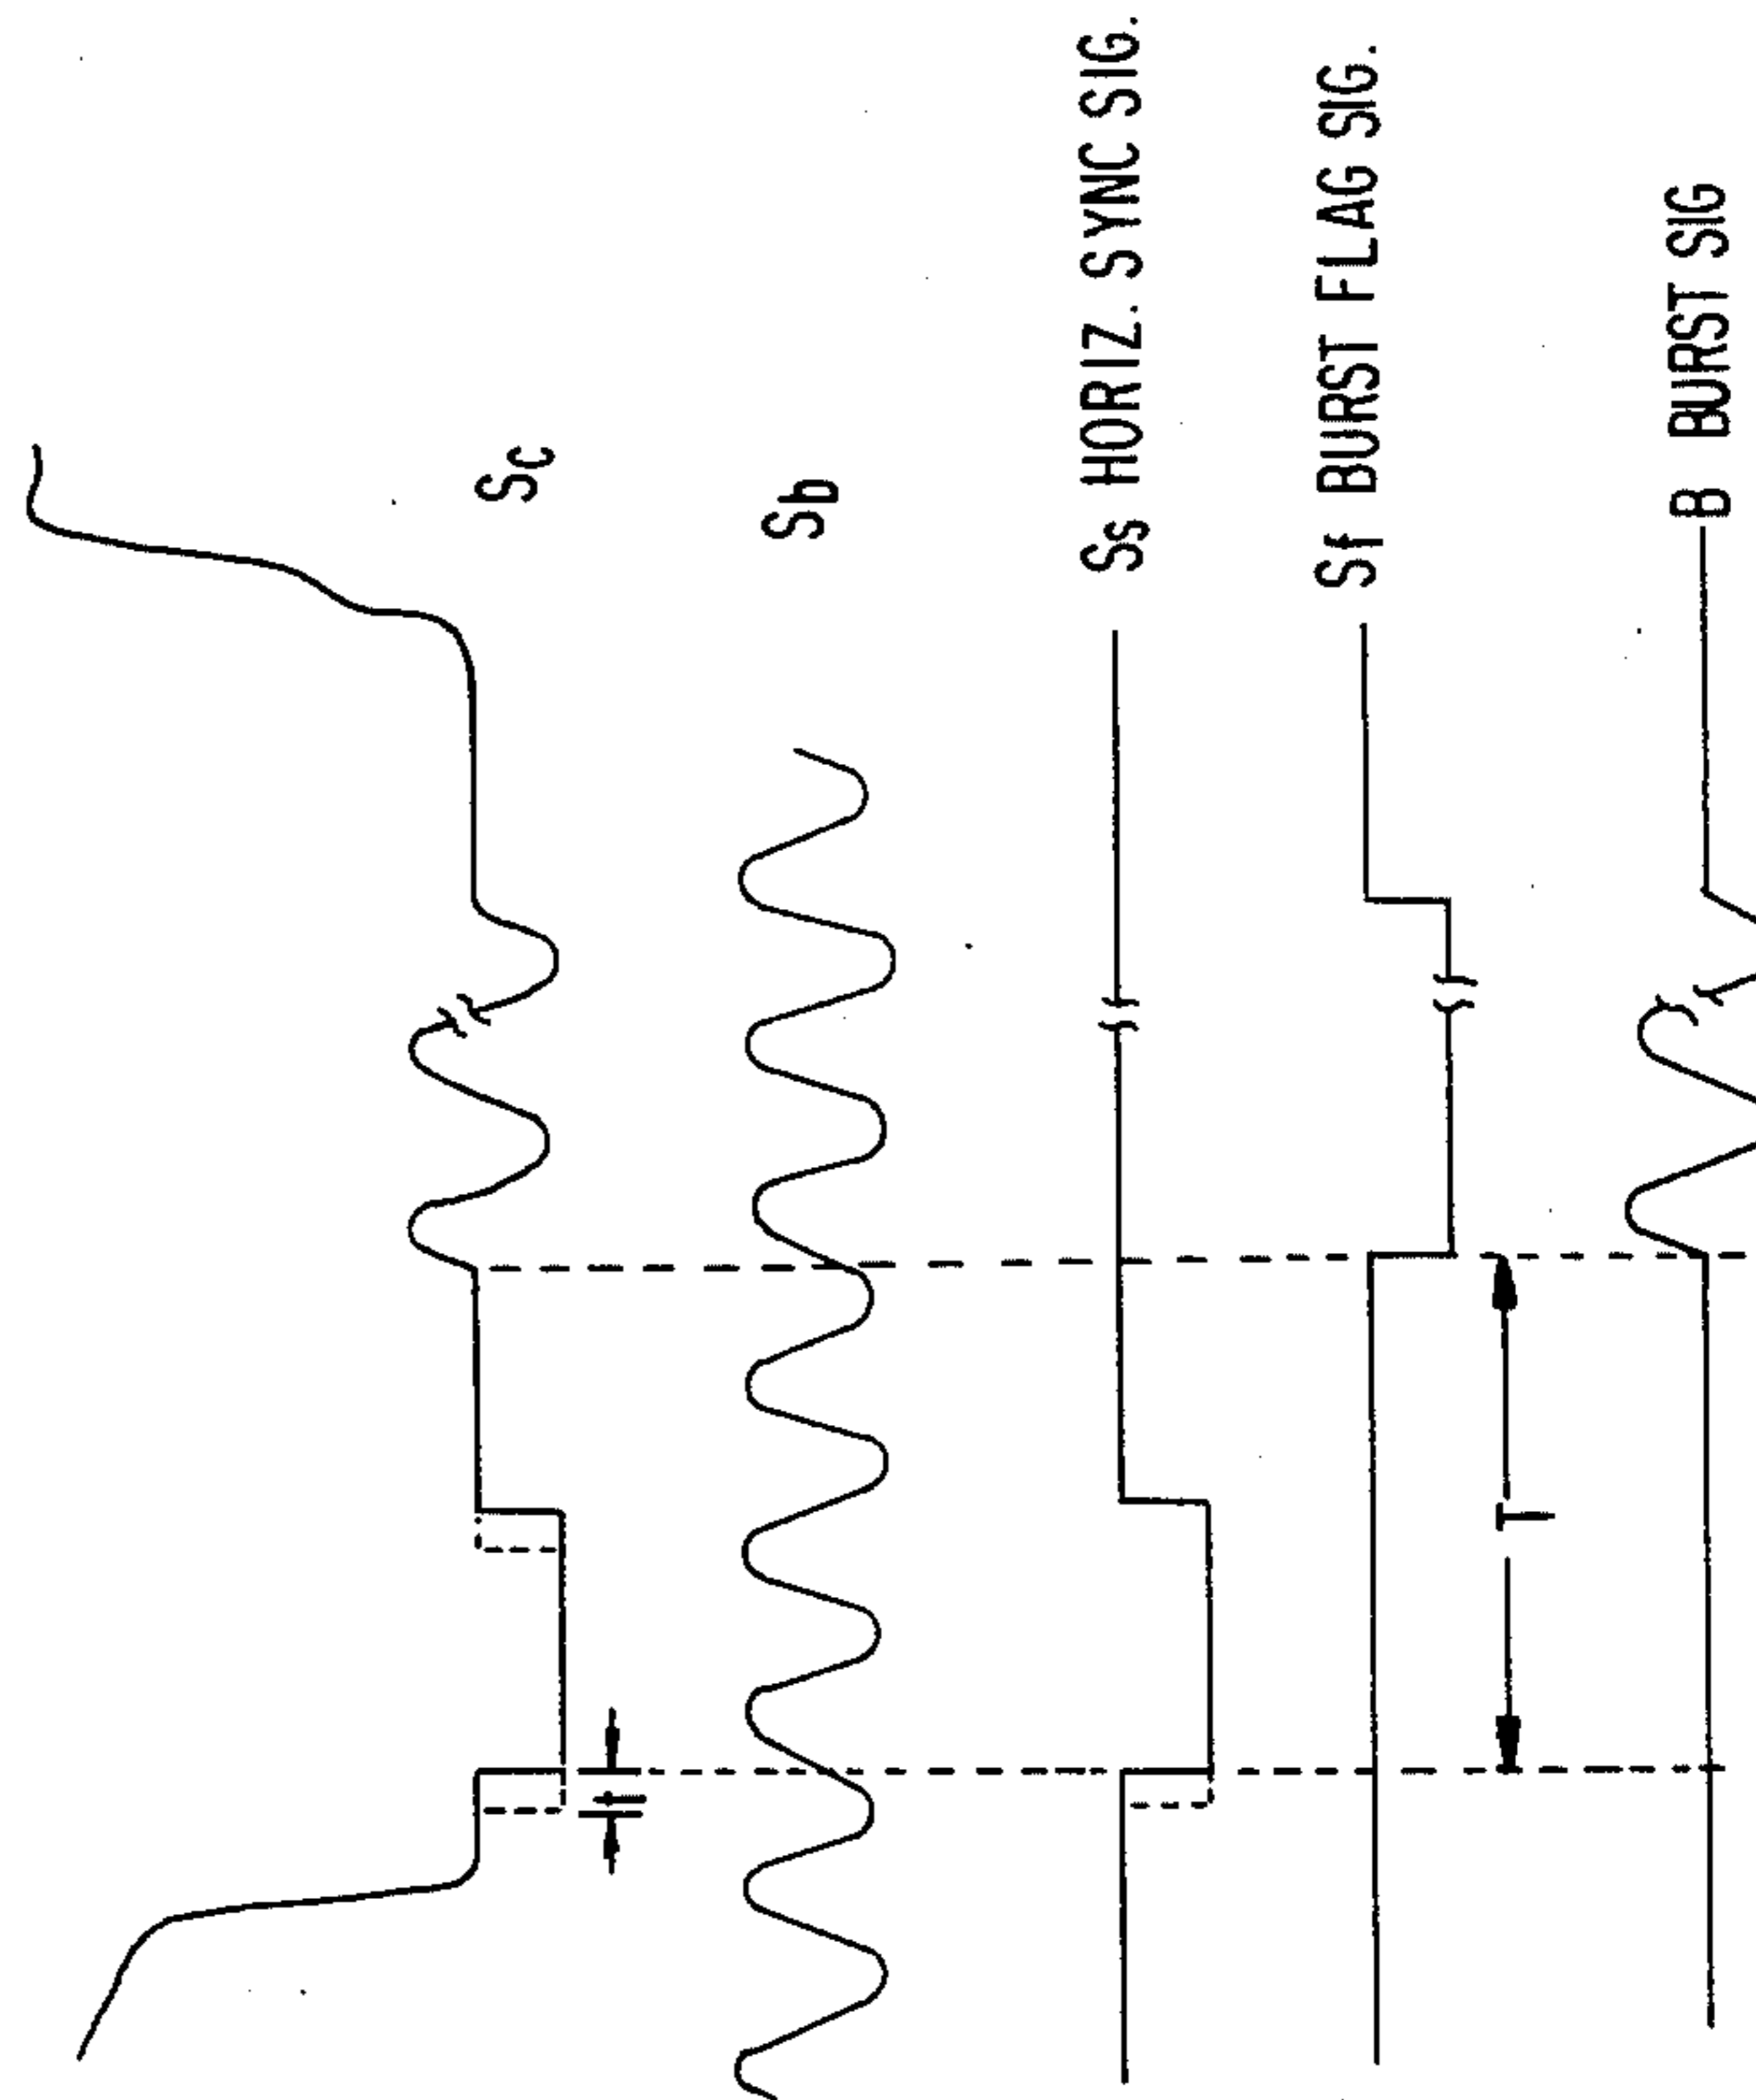 Sc
Sb
Ss HORIZ. SYNC SIG.
Sf BURST FLAG SIG.
B BURST SIG
t
T